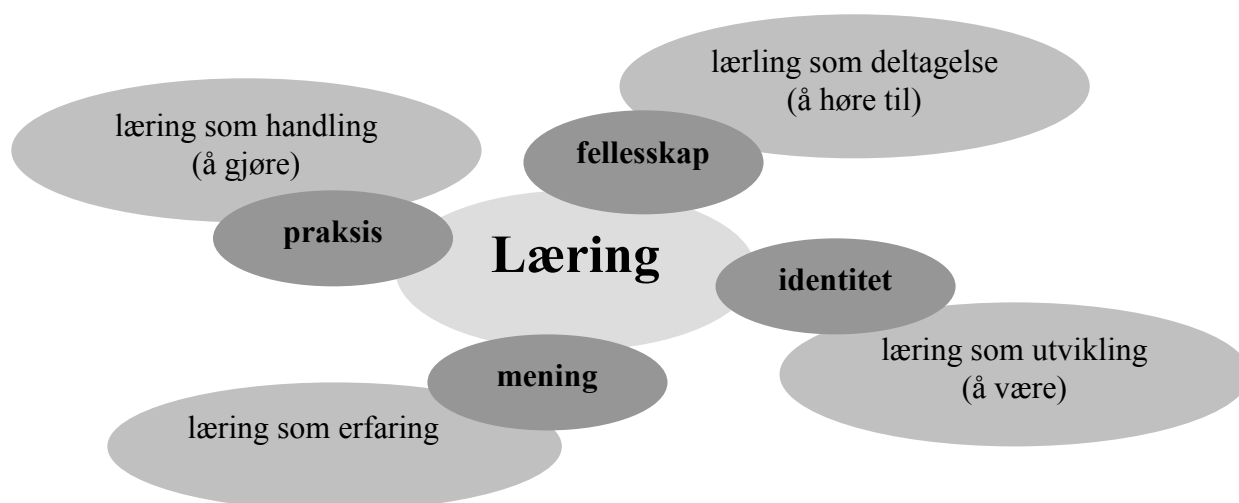 lærling som deltagelse
(å høre til)
læring som handling
(å gjøre)
fellesskap
praksis
Læring
identitet
læring som utvikling
(å være)
mening
læring som erfaring